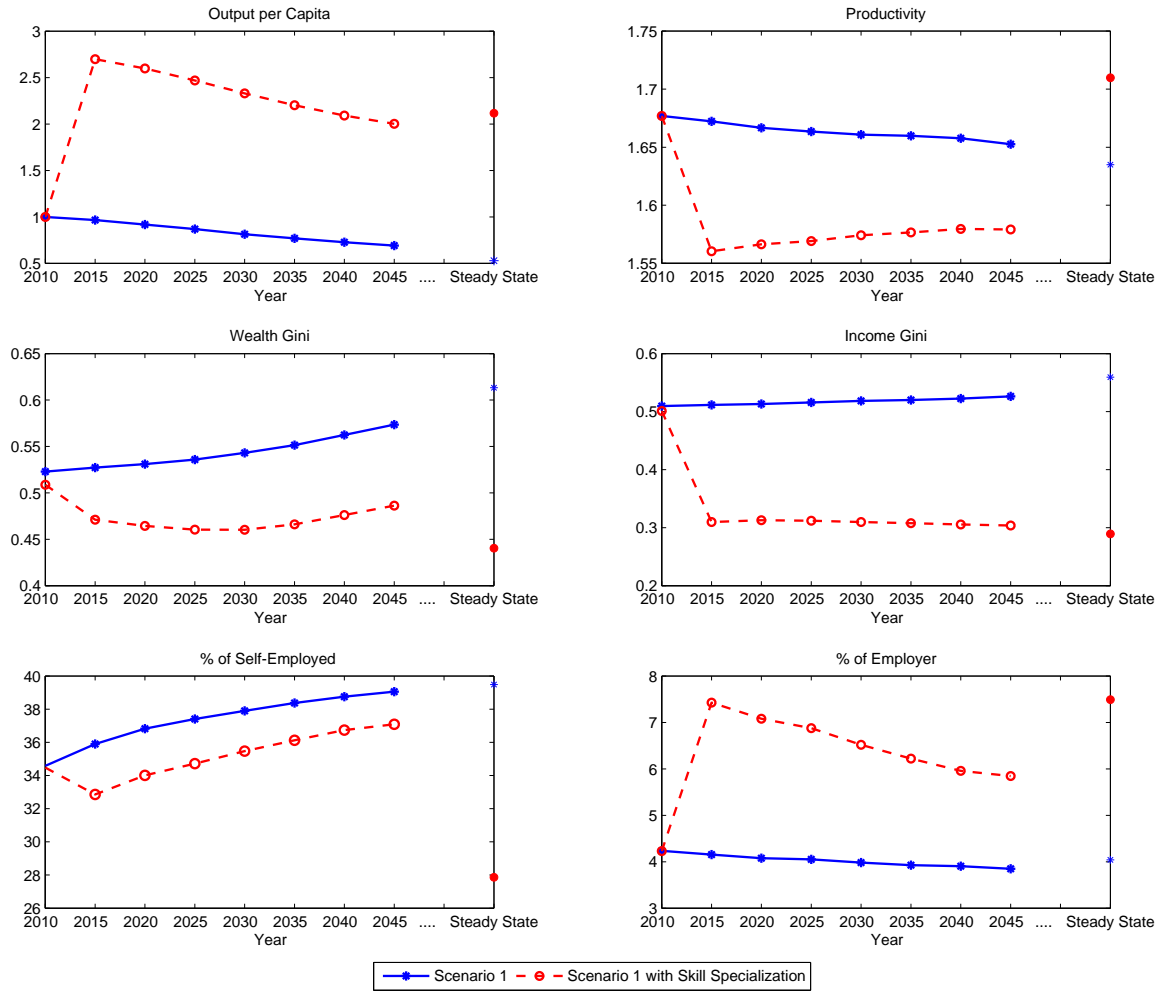 Output per Capita
3
2.5
2
1.5
1
0.5
2010 2015 2020 2025 2030 2035 2040 2045 .... Steady State
Year
Productivity
1.75
1.7
1.65
1.6
1.55
2010 2015 2020 2025 2030 2035 2040 2045 .... Steady State
Year
Wealth Gini
0.65
0.6
0.55
0.5
0.45
0.4
2010 2015 2020 2025 2030 2035 2040 2045 .... Steady State
Year
Income Gini
0.6
0.5
0.4
0.3
0.2
2010 2015 2020 2025 2030 2035 2040 2045 .... Steady State
Year
% of Self-Employed
40
38
36
34
32
30
28
26
2010 2015 2020 2025 2030 2035 2040 2045 .... Steady State
Year
% of Employer
8
7
6
5
4
3
2010 2015 2020 2025 2030 2035 2040 2045 .... Steady State
Year
Scenario 1 Scenario 1 with Skill Specialization